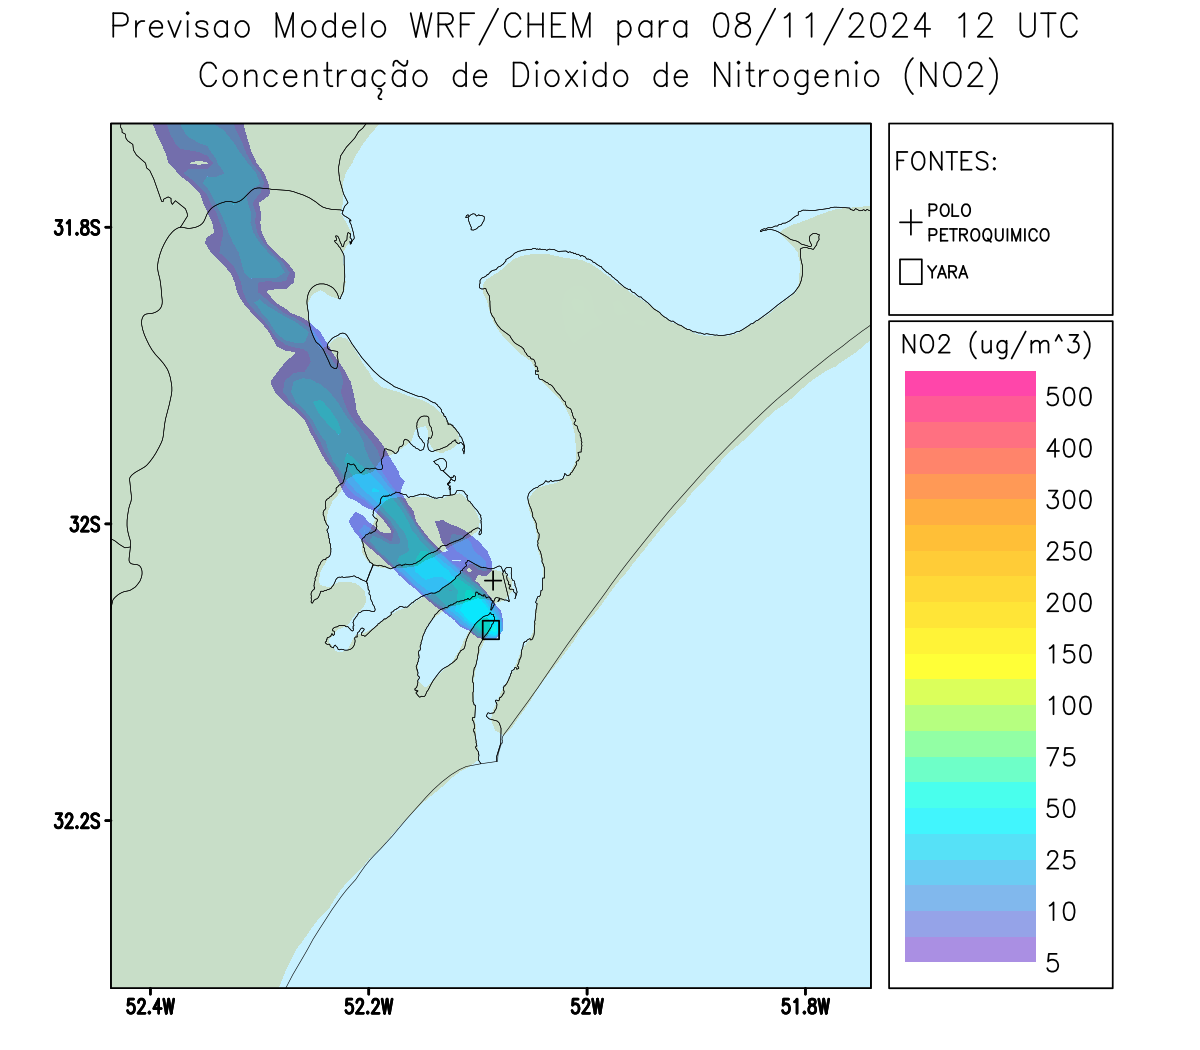 Previsao Modelo WRF/CHEM para 08/11/2024 12 UTC
Concentração de Dioxido de Nitrogenio (NO2)
FONTES:
POLO
PETROQUIMICO
YARA
NO2 (ug/m^3)
500
400
300
250
200
150
100
75
50
25
10
5
31.8S
32S
32.2S
52.4W
52.2W
52W
51.8W